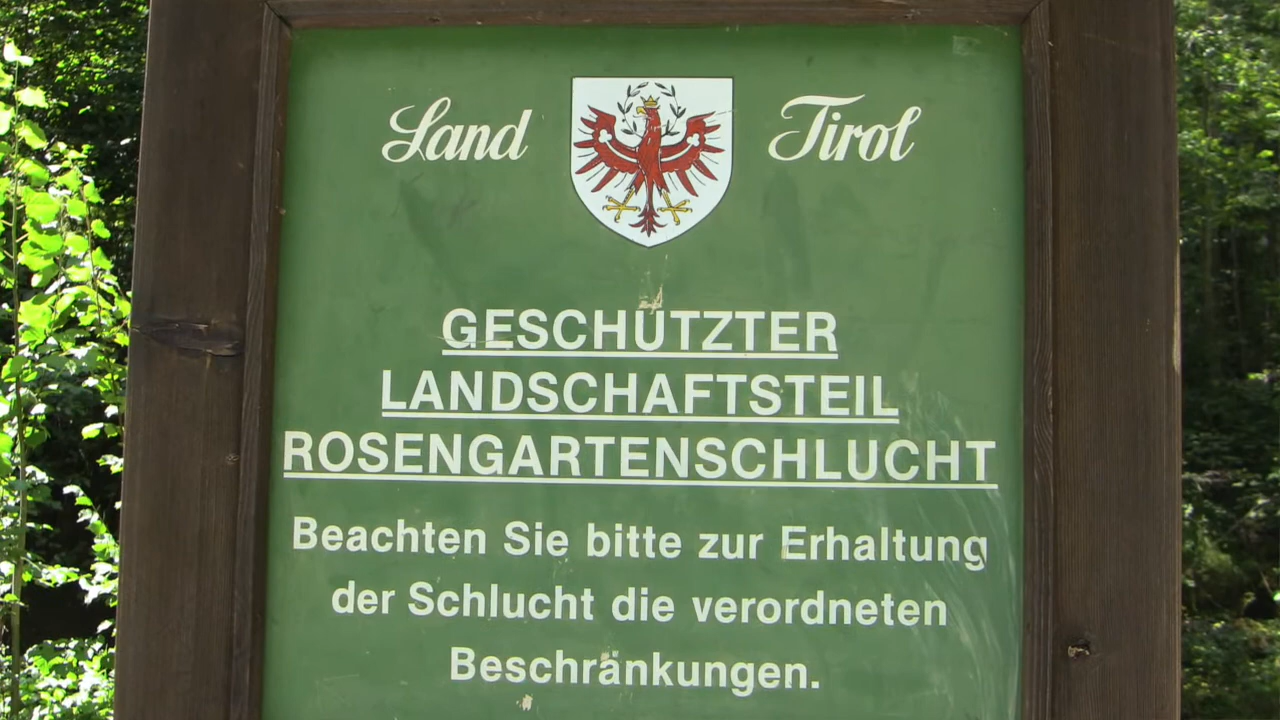 Land Tirol
GESCHÜTZTER
LANDSCHAFTSTEIL
ROSENGARTENSCHLUCHT
Beachten Sie bitte zur Erhaltung
der Schlucht die verordneten
Beschränkungen.